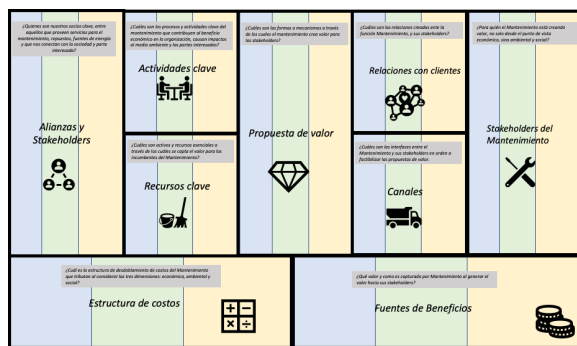 ¿Quienes son nuestros socios clave, entre
aquellos que proveen servicios para el
mantenimiento, repuestos, fuentes de energía
y que nos conectan con la sociedad y parte
interesada?
Alianzas y
Stakeholders
¿Cuáles son los procesos y actividades clave del
mantenimiento que contribuyen al beneficio
económico en la organización, causan impactos
al medio ambiente y las partes interesadas?
Actividades clave
¿Cuáles son activos y recursos esenciales a
través de los cuales se capta el valor para los
incumbentes del Mantenimiento?
Recursos clave
¿Cuáles son las formas o mecanismos a través
de los cuales el mantenimiento crea valor para
los stakeholders?
Propuesta de valor
¿Cuáles son las relaciones creadas entre la
función Mantenimiento, y sus stakeholders?
Relaciones con clientes
¿Cuáles son las interfaces entre el
Mantenimiento y sus stakeholders en orden a
factibilizar las propuestas de valor.
Canales
¿Para quién el Mantenimiento está creando
valor, no solo desde el punto de vista
económico, sino ambiental y social?
Stakeholders del
Mantenimiento
¿Cuál es la estructura de desdoblamiento de costos del Mantenimiento
que tributan al considerar las tres dimensiones: económico, ambiental y
social?
Estructura de costos
¿Qué valor y como es capturado por Mantenimiento al generar el
valor hacia sus stakeholders?
Fuentes de Beneficios